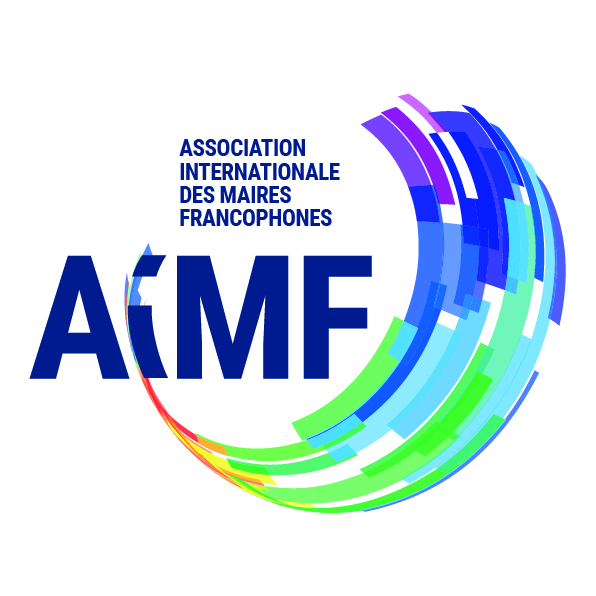 ASSOCIATION
INTERNATIONALE
DES MAIRES
FRANCOPHONES
AiMF